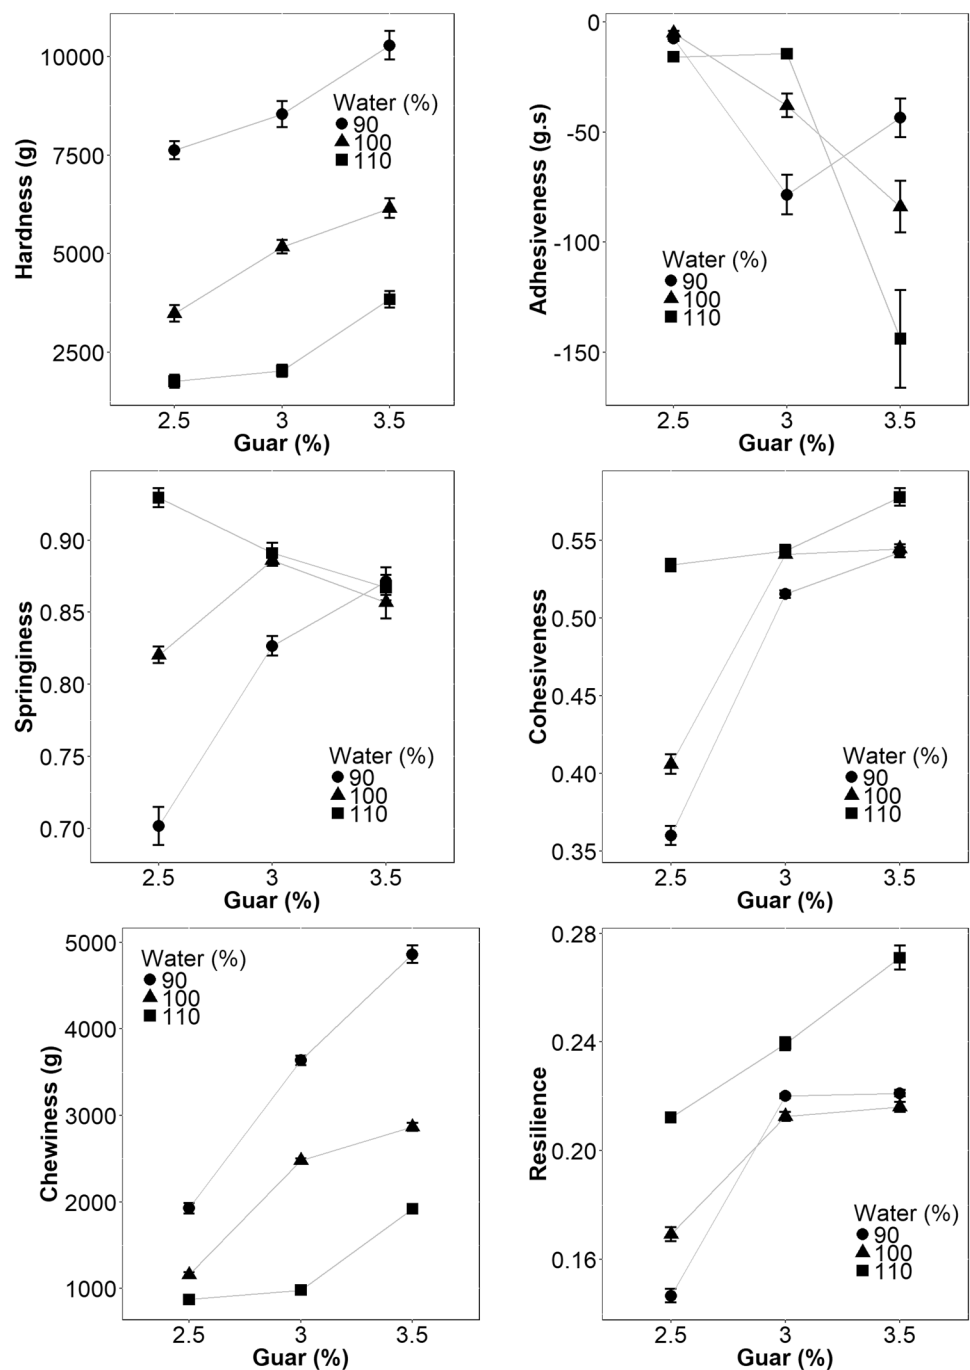 Hardness (g)
10000
7500
5000
2500
Water (%)
90
100
110
2.5 3 3.5
Guar (%)
Adhesiveness (g.s)
0
-50
-100
-150
Water (%)
90
100
110
2.5 3 3.5
Guar (%)
Springiness
0.90
0.85
0.80
0.75
0.70
Water (%)
90
100
110
2.5 3 3.5
Guar (%)
Cohesiveness
0.55
0.50
0.45
0.40
0.35
Water (%)
90
100
110
2.5 3 3.5
Guar (%)
Chewiness (g)
5000
4000
3000
2000
1000
Water (%)
90
100
110
2.5 3 3.5
Guar (%)
Resilience
0.28
0.24
0.20
0.16
Water (%)
90
100
110
2.5 3 3.5
Guar (%)